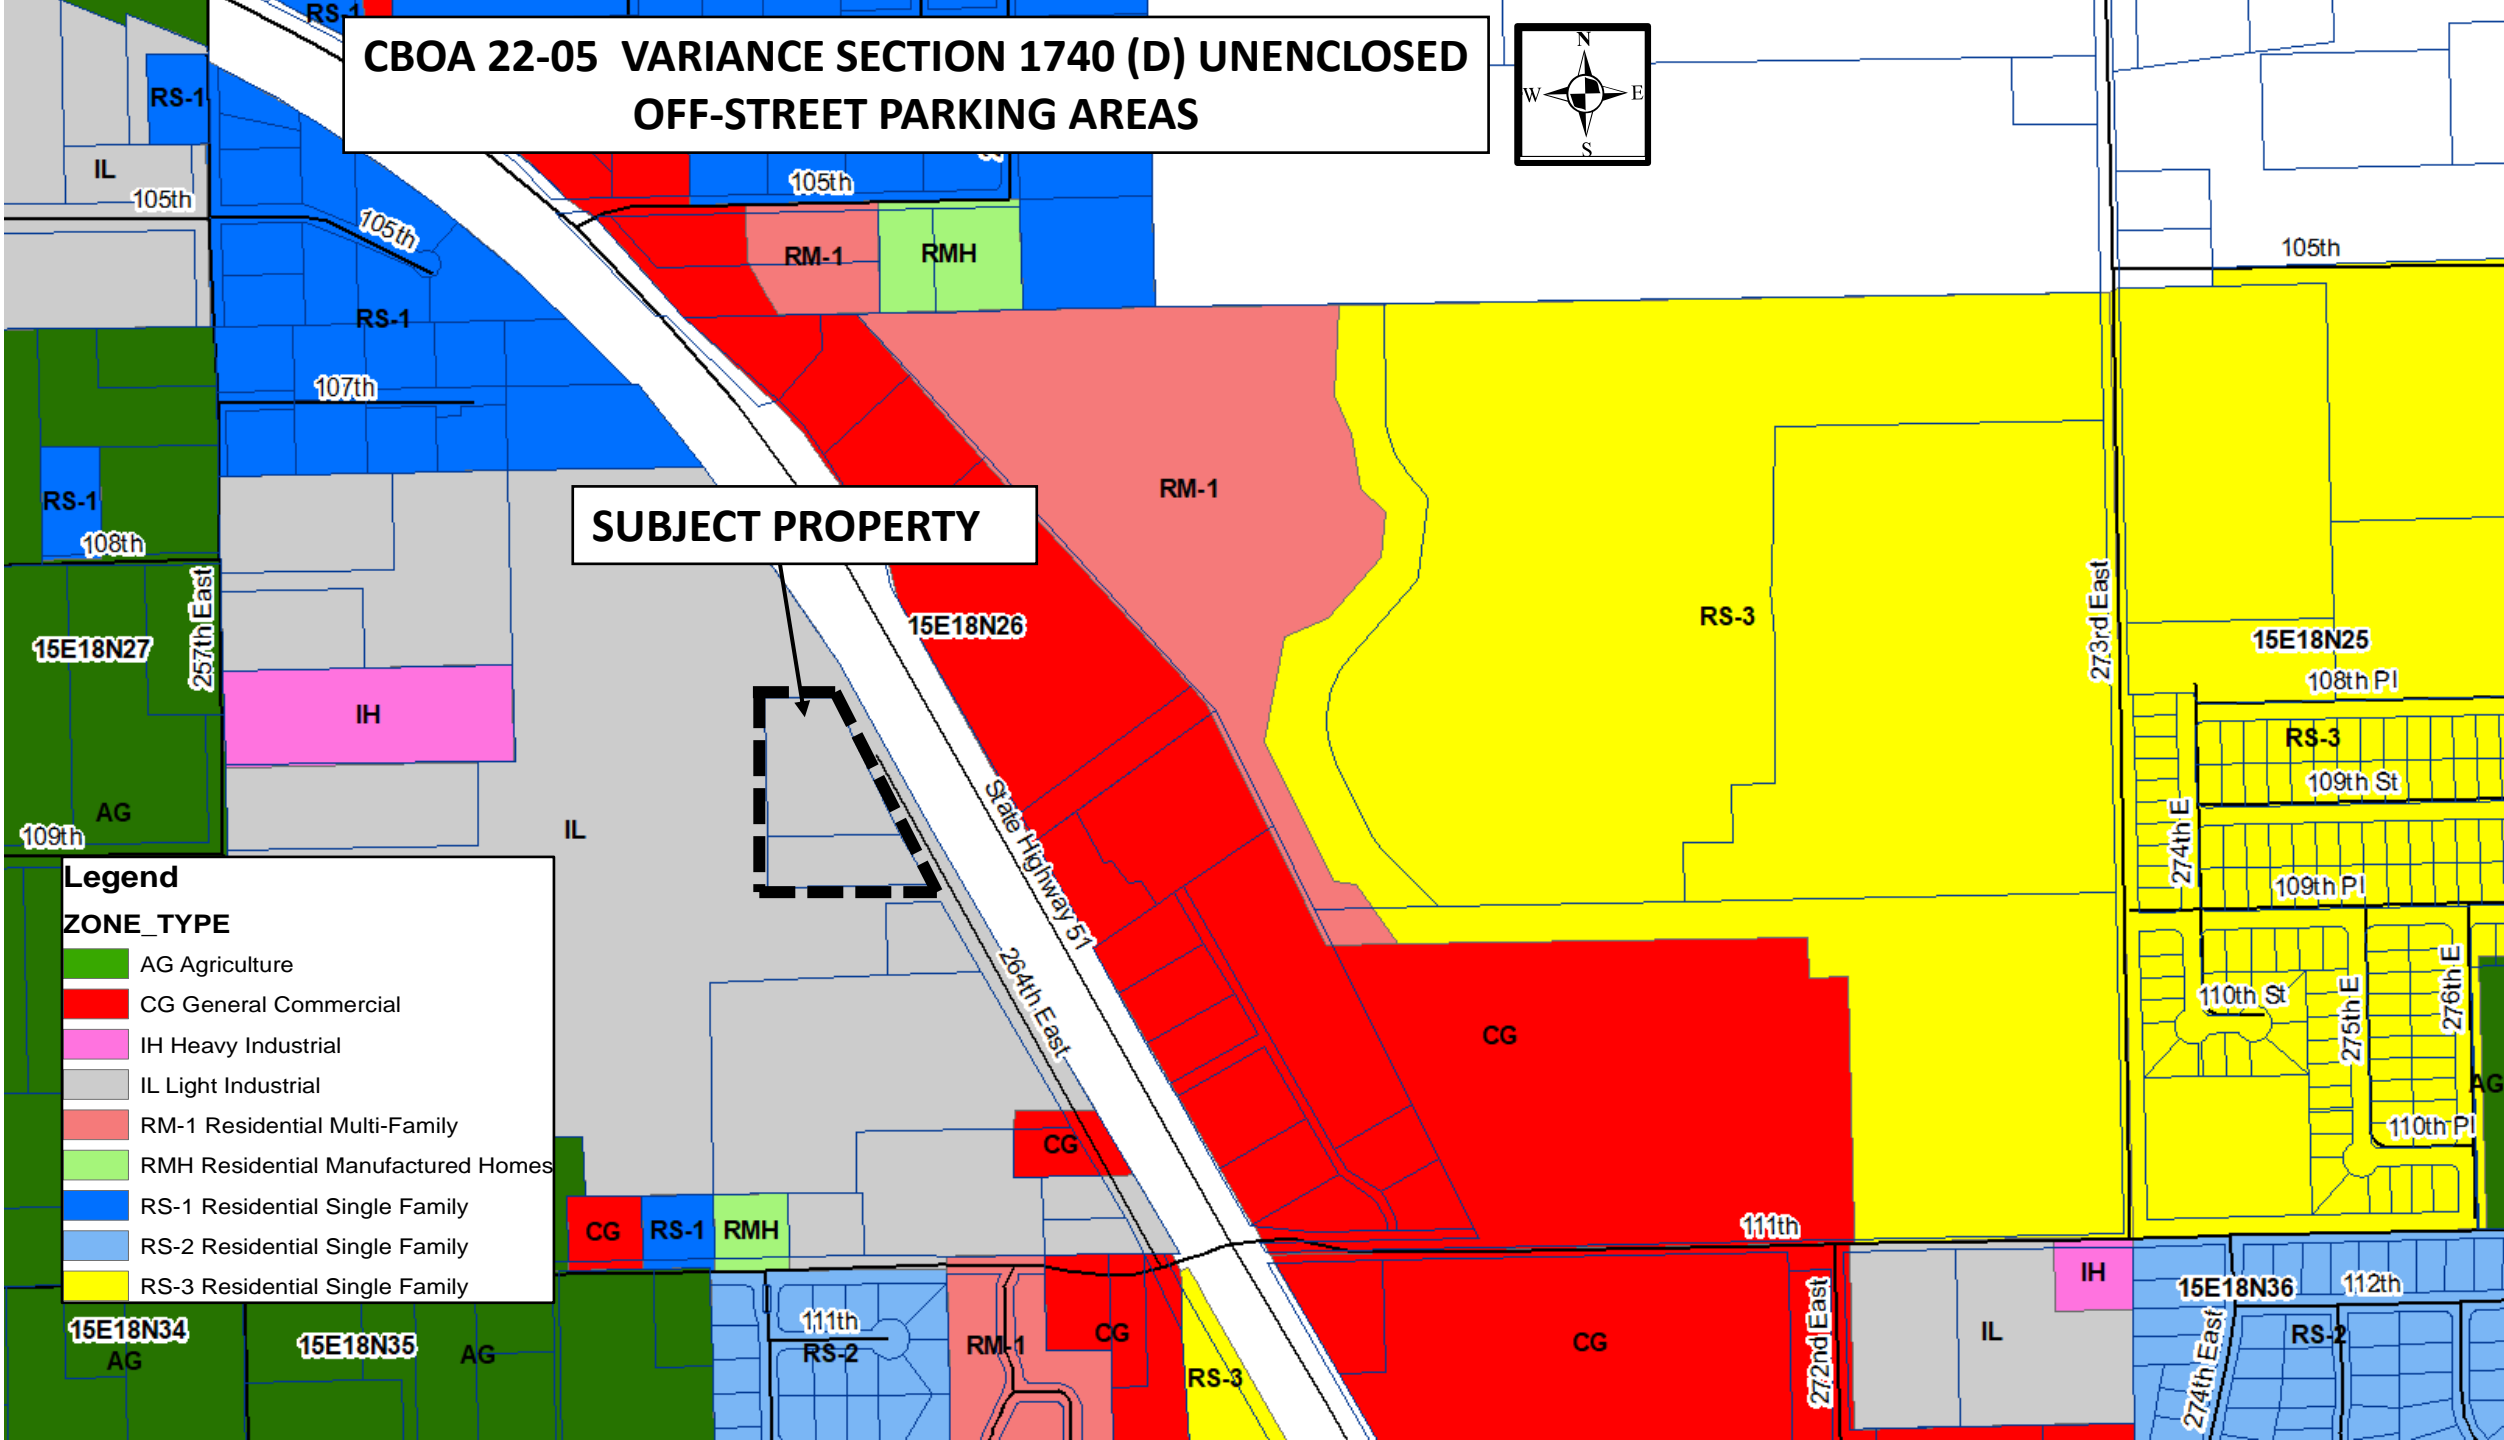 RS-1
CBOA 22-05 VARIANCE SECTION 1740 (D) UNENCLOSED
OFF-STREET PARKING AREAS
N
W
E
S
RS-1
IL
105th
105th
105th
105th
RM-1
RMH
RS-1
107th
RS-1
RM-1
108th
SUBJECT PROPERTY
257th East
15E18N27
15E18N26
RS-3
273rd East
15E18N25
108th Pl
IH
RS-3
109th St
AG
109th
IL
State Highway 51
274th E
109th Pl
Legend
ZONE_TYPE
AG Agriculture
CG General Commercial
IH Heavy Industrial
IL Light Industrial
RM-1 Residential Multi-Family
RMH Residential Manufactured Homes
RS-1 Residential Single Family
RS-2 Residential Single Family
RS-3 Residential Single Family
264th East
CG
110th St
275th E
276th E
AG
110th Pl
CG
CG
RS-1
RMH
111th
IH
15E18N36
112th
15E18N34
AG
15E18N35
AG
111th
RS-2
RM-1
CG
RS-3
CG
272nd East
IL
274th East
RS-2